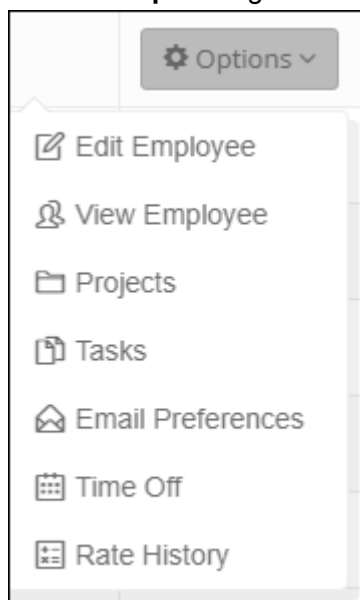 Options
Edit Employee
View Employee
Projects
Tasks
Email Preferences
Time Off
Rate History